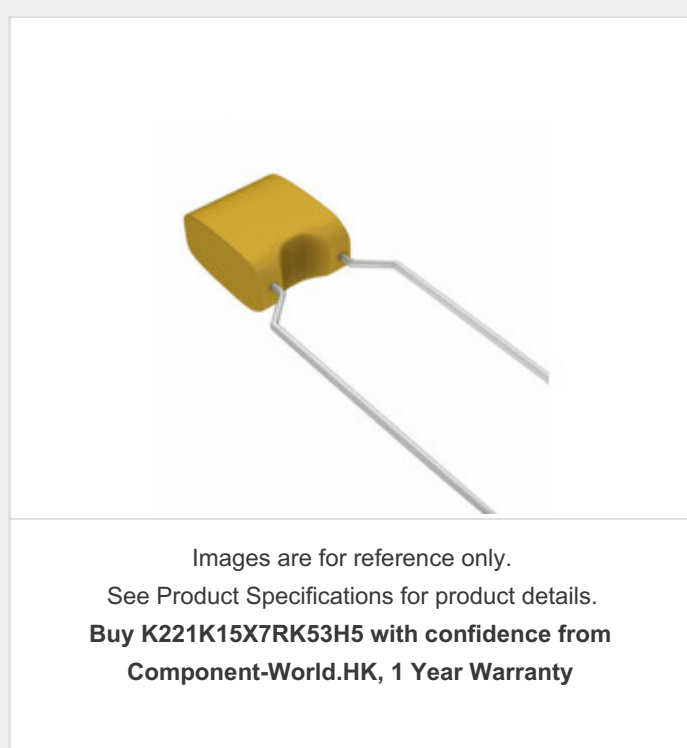 Images are for reference only.
See Product Specifications for product details.
Buy K221K15X7RK53H5 with confidence from
Component-World.HK, 1 Year Warranty